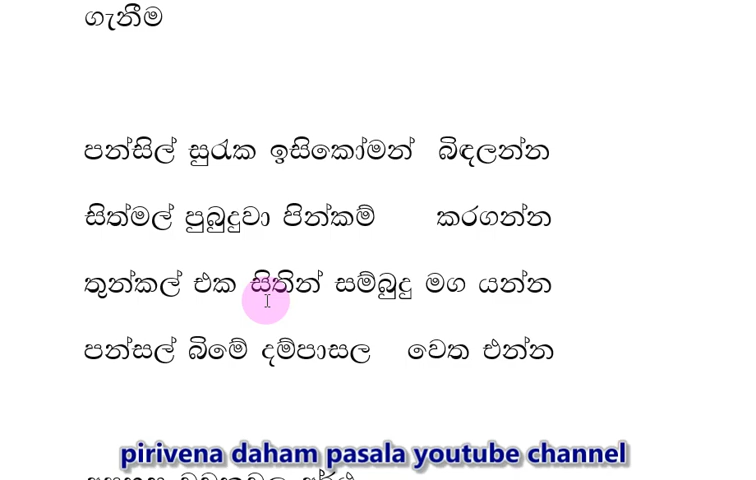 ගැනීම
පන්සිල් සුරැක ඉසිකෝමන් බිඳලන්න
සිත්මල් පුබුදුවා පින්කම් කරගන්න
තුන්කල් එක සිතින් සම්බුදු මග යන්න
පන්සල් බිමේ දම්පාසල වෙත එන්න
pirivena daham pasala youtube channel